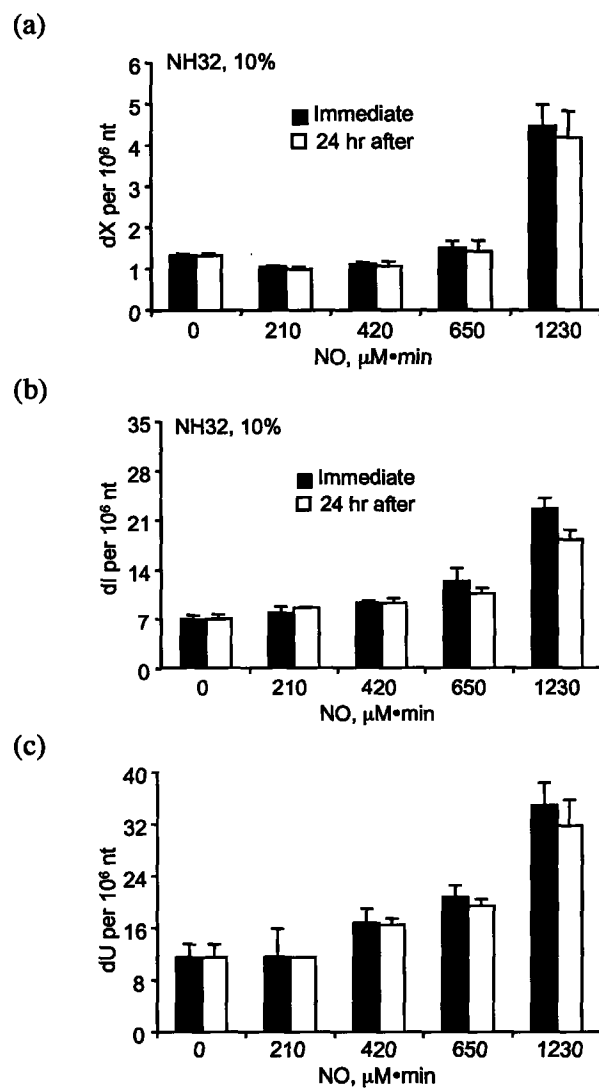 (a)
NH32, 10%
Immediate
24 hr after
dX per 10⁶ nt
6
5
4
3
2
1
0
0 210 420 650 1230
NO, µM•min
(b)
NH32, 10%
Immediate
24 hr after
dI per 10⁶ nt
35
28
21
14
7
0
0 210 420 650 1230
NO, µM•min
(c)
dU per 10⁶ nt
40
32
24
16
8
0
0 210 420 650 1230
NO, µM•min